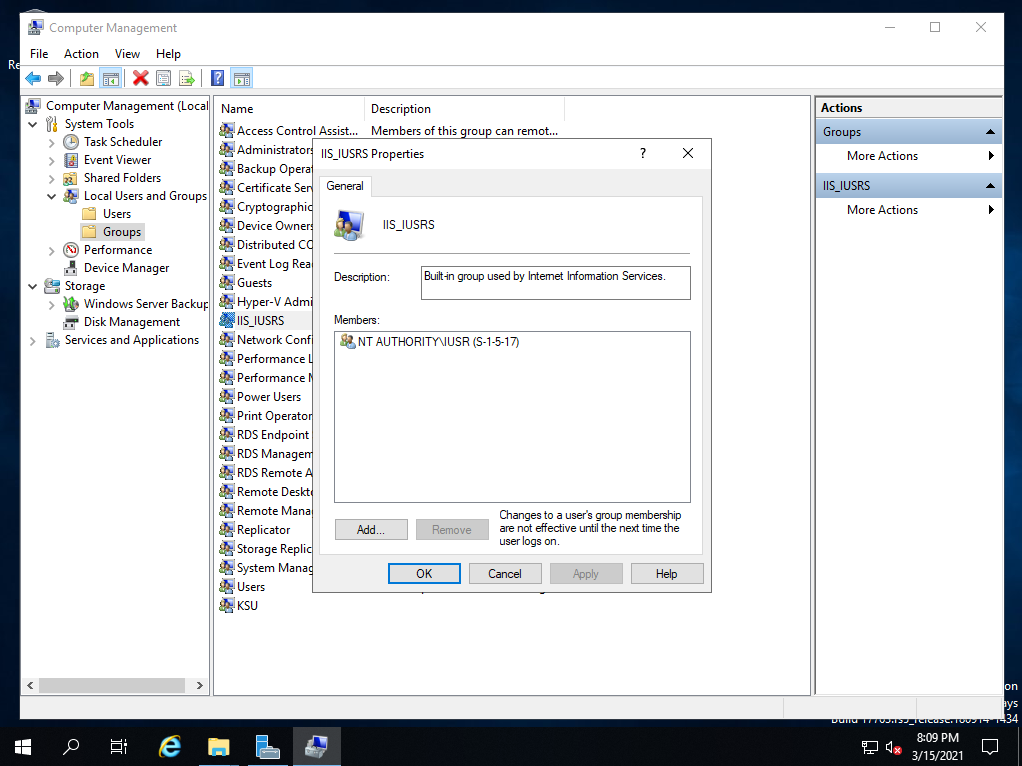 Re
Computer Management
File Action View Help
Computer Management (Local
System Tools
Task Scheduler
Event Viewer
Shared Folders
Local Users and Groups
Users
Groups
Performance
Device Manager
Storage
Windows Server Backup
Disk Management
Services and Applications
Name Description
Access Control Assist... Members of this group can remot...
Administrators
Backup Operat
Certificate Serv
Cryptographic
Device Owners
Distributed CO
Event Log Rea
Guests
Hyper-V Admi
IIS_IUSRS
Network Confi
Performance L
Performance M
Power Users
Print Operator
RDS Endpoint
RDS Managem
RDS Remote A
Remote Deskto
Remote Mana
Replicator
Storage Replic
System Manag
Users
KSU
IIS_IUSRS Properties
?
General
IIS_IUSRS
Description: Built-in group used by Internet Information Services.
Members:
NT AUTHORITY\IUSR (S-1-5-17)
Add... Remove
Changes to a user's group membership
are not effective until the next time the
user logs on.
OK Cancel Apply Help
Actions
Groups
More Actions
IIS_IUSRS
More Actions
on
ays
8:09 PM
3/15/2021